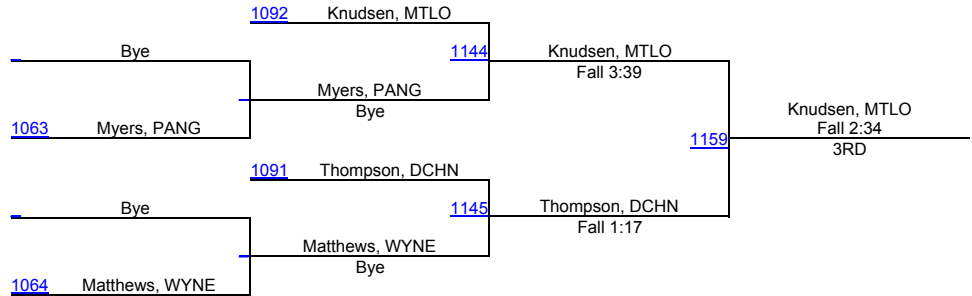 1092 Knudsen, MTLO
Bye
1144 Knudsen, MTLO
Fall 3:39
Myers, PANG
Bye
1063 Myers, PANG
Knudsen, MTLO
Fall 2:34
1159
3RD
1091 Thompson, DCHN
Bye
1145 Thompson, DCHN
Fall 1:17
Matthews, WYNE
Bye
1064 Matthews, WYNE